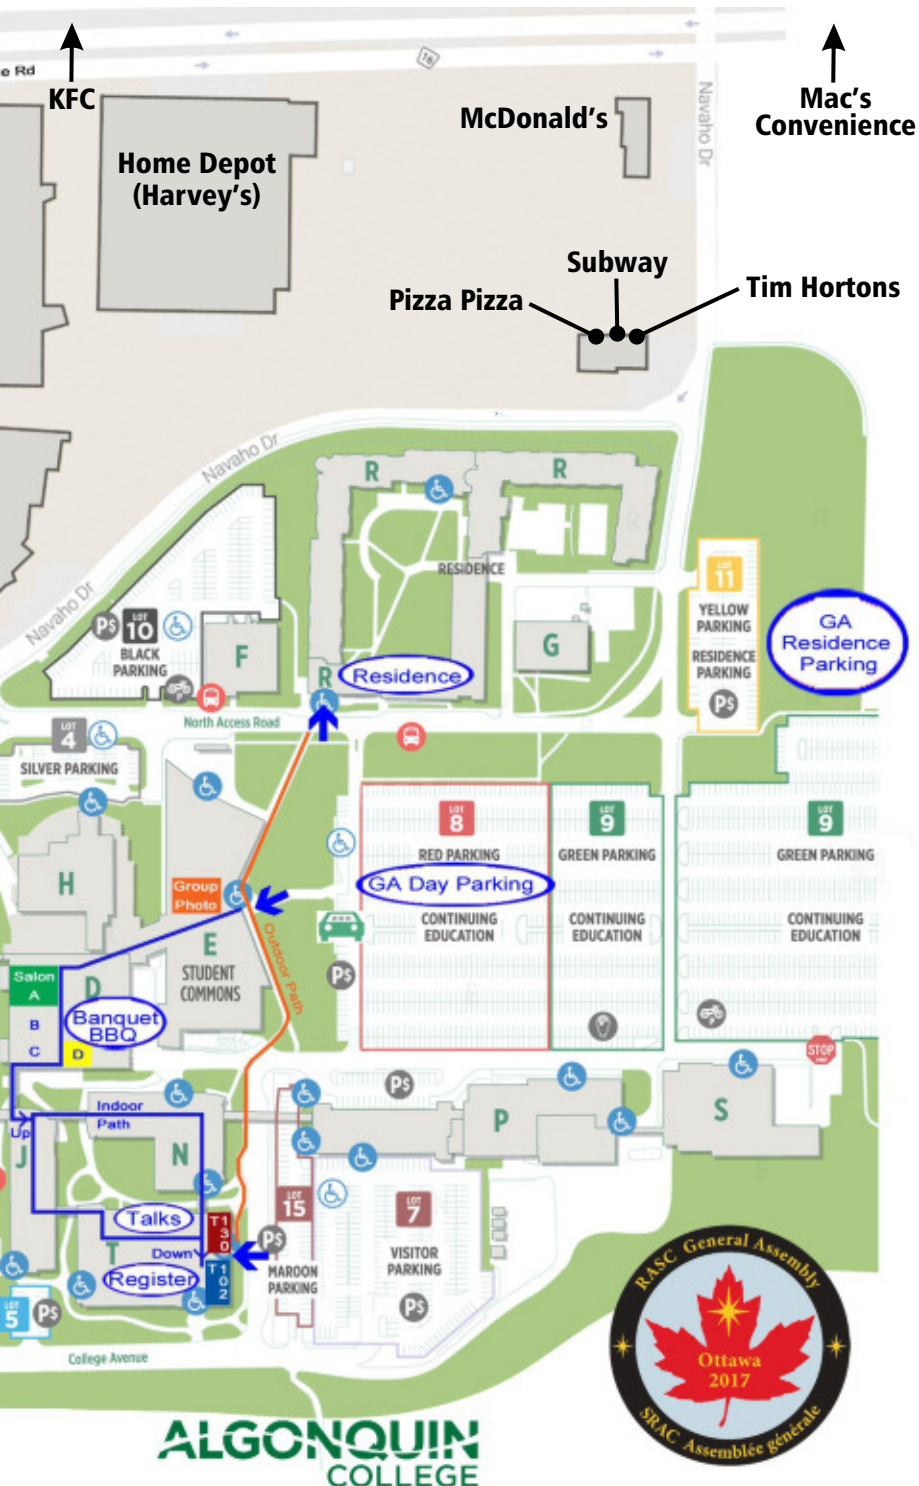 16
e Rd
KFC
Home Depot
(Harvey's)
McDonald's
Navaho Dr
Mac's
Convenience
Subway
Pizza Pizza
Tim Hortons
Navaho Dr
R
R
R
RESIDENCE
Navaho Dr
P$
LOT
10
BLACK
PARKING
F
G
R
Residence
LOT
11
YELLOW
PARKING
RESIDENCE
PARKING
P$
GA
Residence
Parking
North Access Road
LOT
4
SILVER PARKING
LOT
8
RED PARKING
GA Day Parking
CONTINUING
EDUCATION
LOT
9
GREEN PARKING
CONTINUING
EDUCATION
LOT
9
GREEN PARKING
CONTINUING
EDUCATION
H
Group
Photo
E
STUDENT
COMMONS
Outdoor Path
P$
Salon
A
B
C
D
D
Banquet
BBQ
STOP
P$
Indoor
Path
Up
J
N
P
S
LOT
15
MAROON
PARKING
LOT
7
VISITOR
PARKING
P$
P$
Talks
T130
T
Down
Register
T102
LOT
5
P$
College Avenue
RASC General Assembly
Ottawa
2017
SRAC Assemblée générale
ALGONQUIN
COLLEGE